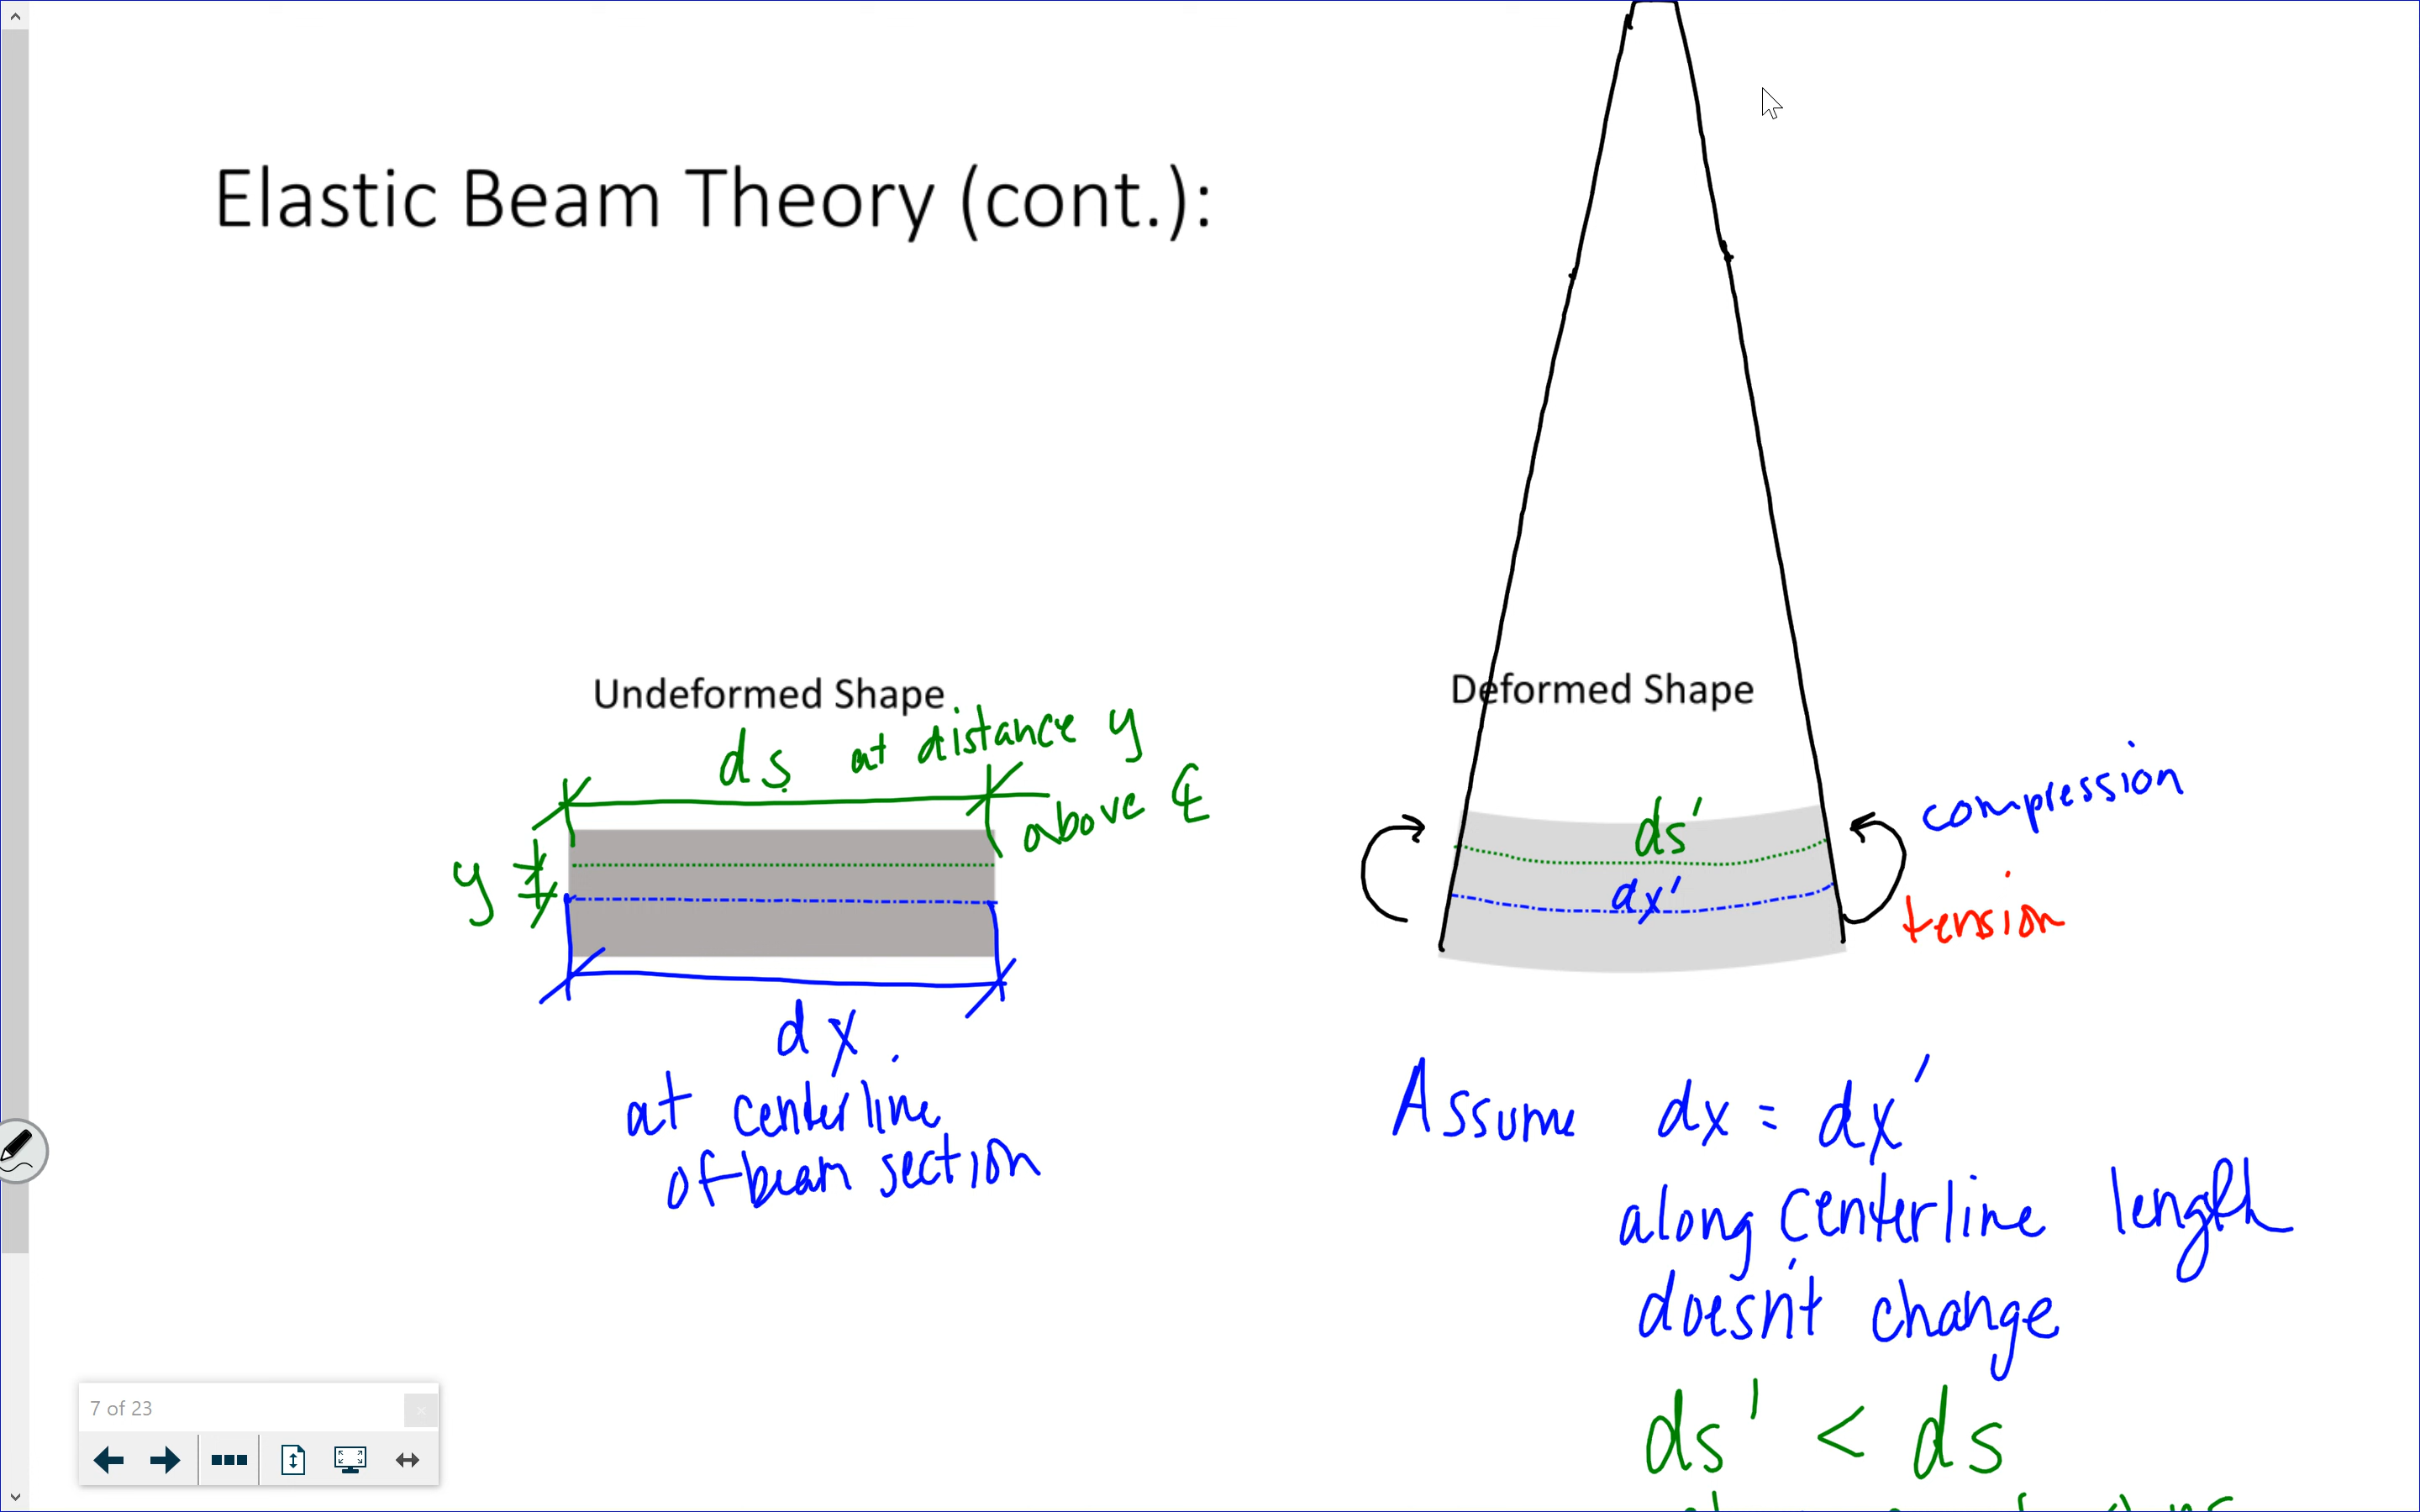 Elastic Beam Theory (cont.):
Undeformed Shape
ds at distance y
above ℄
y
dx
at centerline
of beam section
Deformed Shape
ds'
dx'
compression
tension
Assume dx = dx'
along centerline length
doesn't change
ds' < ds
7 of 23